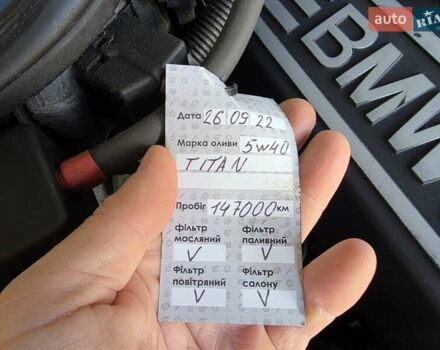 auto RIA
BMW
Дата 26 09 22
Марка оливи 5w40
TITAN
Пробіг 147000 км
фільтр масляний V фільтр паливний V
Фільтр повітряний V Фільтр салону V